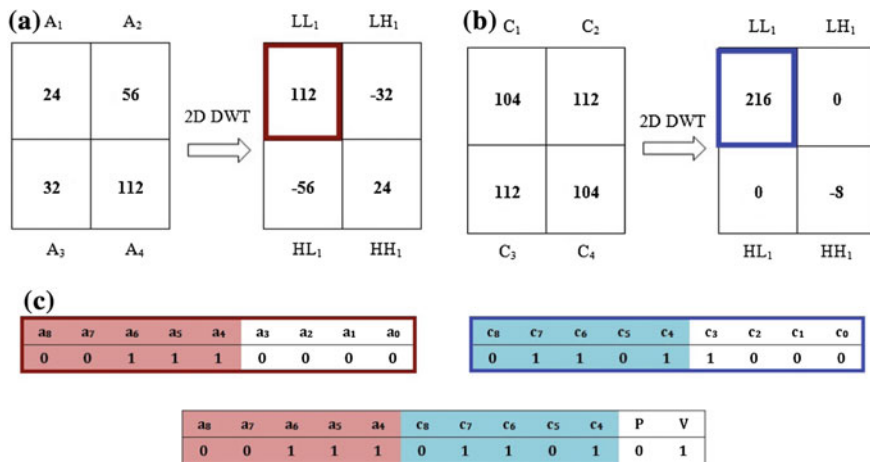 (a) A₁ A₂ LL₁ LH₁
24 56 2D DWT 112 -32
32 112 -56 24
A₃ A₄ HL₁ HH₁
(b) C₁ C₂ LL₁ LH₁
104 112 2D DWT 216 0
112 104 0 -8
C₃ C₄ HL₁ HH₁
(c)
a₈ a₇ a₆ a₅ a₄ a₃ a₂ a₁ a₀
0 0 1 1 1 0 0 0 0
c₈ c₇ c₆ c₅ c₄ c₃ c₂ c₁ c₀
0 1 1 0 1 1 0 0 0
a₈ a₇ a₆ a₅ a₄ c₈ c₇ c₆ c₅ c₄ P V
0 0 1 1 1 0 1 1 0 1 0 1